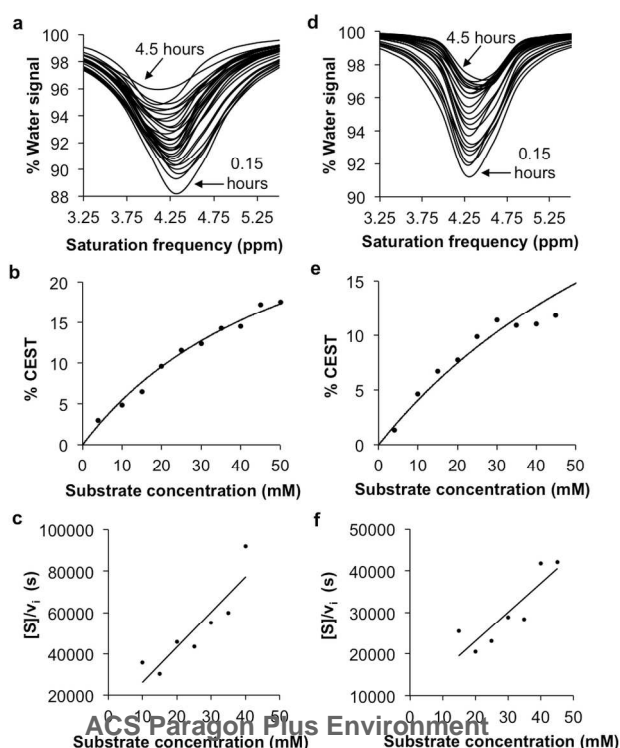 a
100
98
96
94
92
90
88
% Water signal
4.5 hours
0.15
hours
3.25 3.75 4.25 4.75 5.25
Saturation frequency (ppm)
d
100
98
96
94
92
90
% Water signal
4.5 hours
0.15
hours
3.25 3.75 4.25 4.75 5.25
Saturation frequency (ppm)
b
20
15
10
5
0
% CEST
0 10 20 30 40 50
Substrate concentration (mM)
e
15
10
5
0
% CEST
0 10 20 30 40 50
Substrate concentration (mM)
c
100000
80000
60000
40000
20000
[S]/vi (s)
0 10 20 30 40 50
Substrate concentration (mM)
f
50000
40000
30000
20000
10000
[S]/vi (s)
0 10 20 30 40 50
Substrate concentration (mM)
ACS Paragon Plus Environment